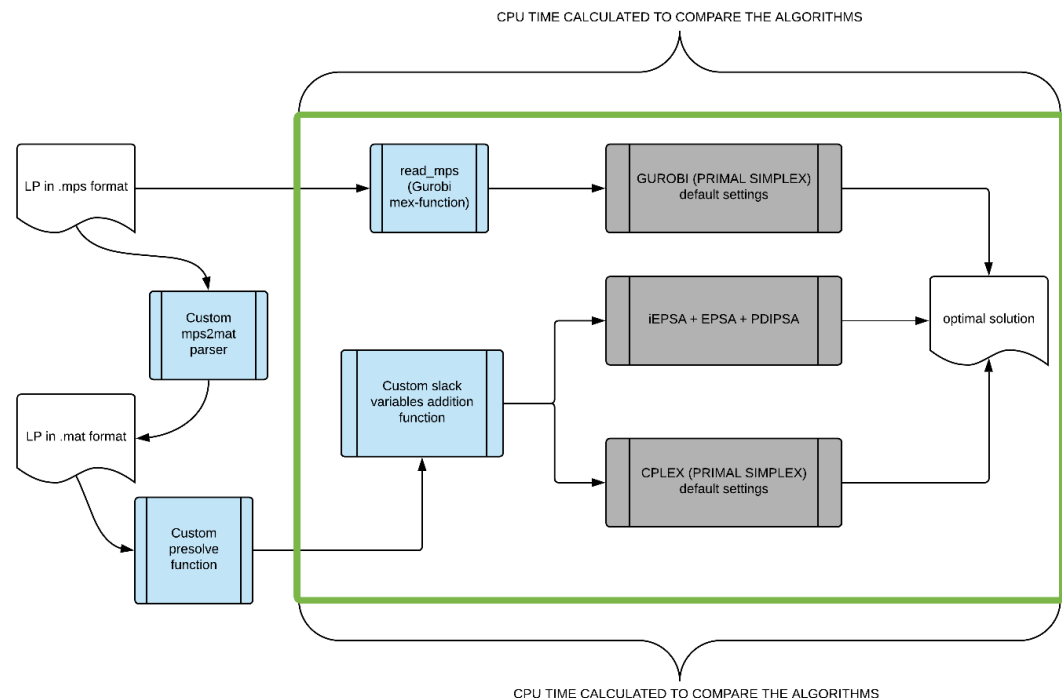 CPU TIME CALCULATED TO COMPARE THE ALGORITHMS
LP in .mps format
read_mps
(Gurobi
mex-function)
GUROBI (PRIMAL SIMPLEX)
default settings
Custom
mps2mat
parser
iEPSA + EPSA + PDIPSA
optimal solution
Custom slack
variables addition
function
LP in .mat format
CPLEX (PRIMAL SIMPLEX)
default settings
Custom
presolve
function
CPU TIME CALCULATED TO COMPARE THE ALGORITHMS